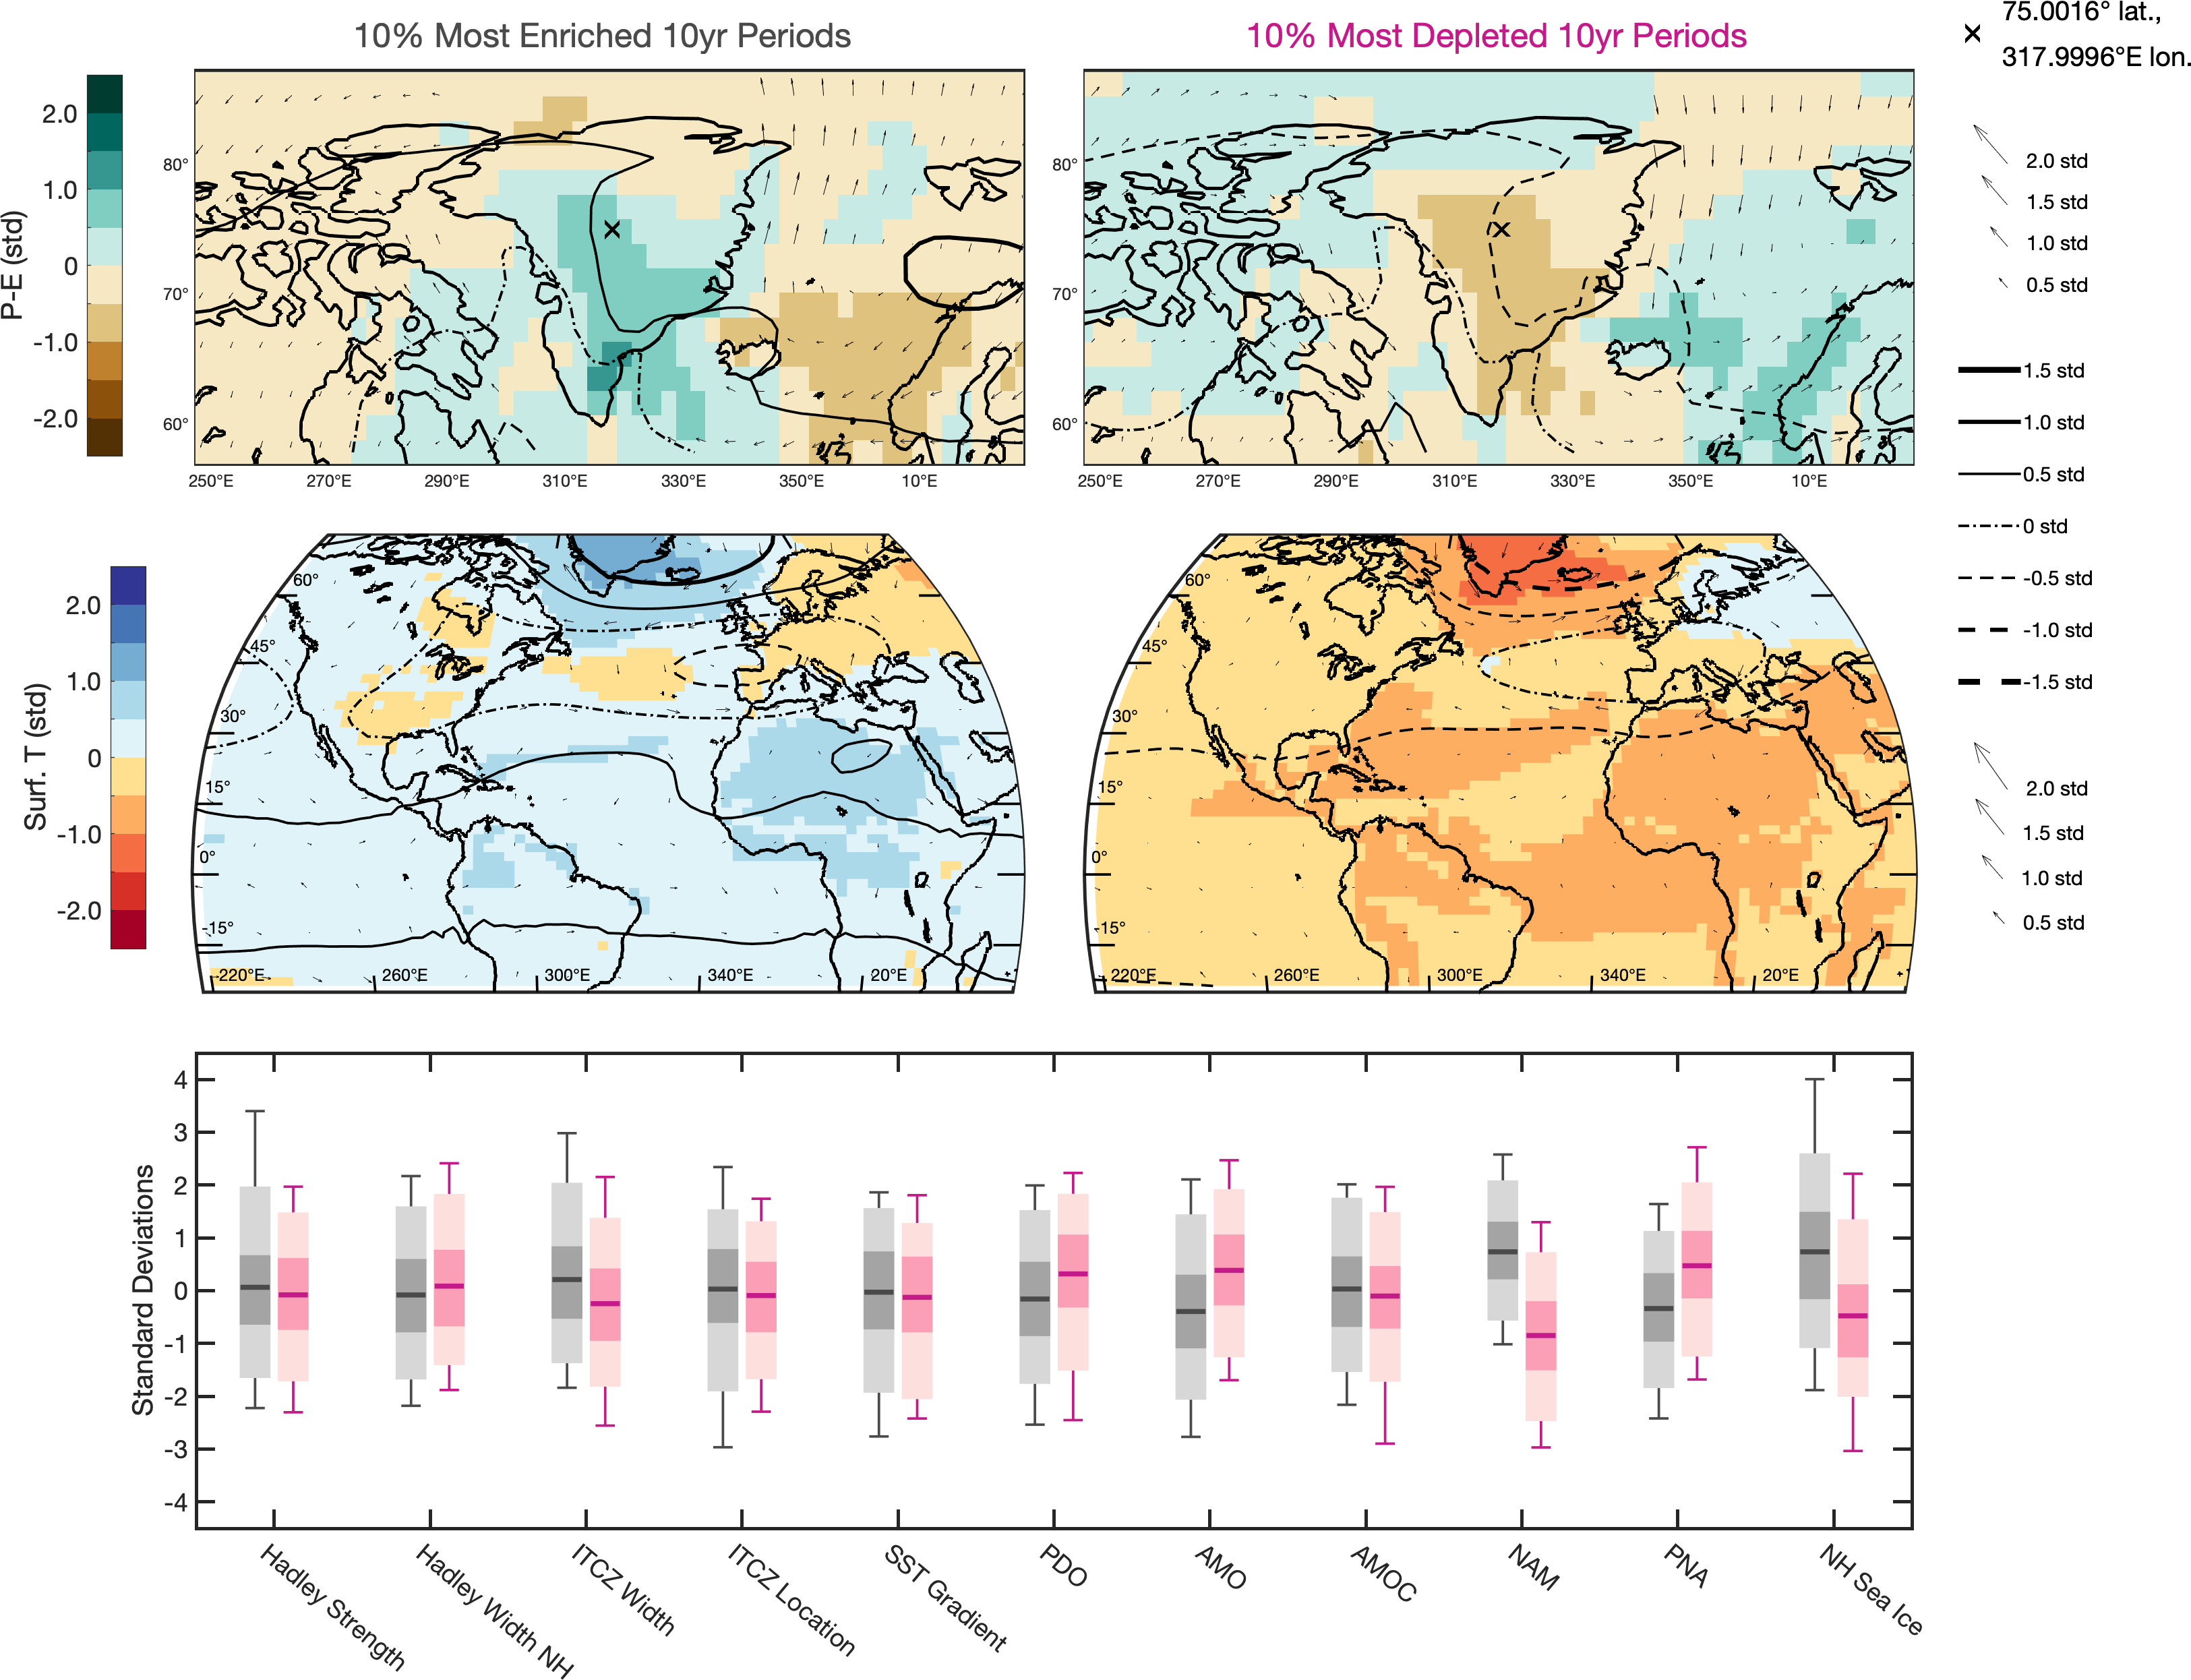 10% Most Enriched 10yr Periods
10% Most Depleted 10yr Periods
75.0016° lat.,
317.9996°E lon.
P-E (std)
2.0
1.0
0
-1.0
-2.0
80°
70°
60°
250°E
270°E
290°E
310°E
330°E
350°E
10°E
80°
70°
60°
250°E
270°E
290°E
310°E
330°E
350°E
10°E
2.0 std
1.5 std
1.0 std
0.5 std
1.5 std
1.0 std
0.5 std
0 std
-0.5 std
-1.0 std
-1.5 std
2.0 std
1.5 std
1.0 std
0.5 std
Surf. T (std)
2.0
1.0
0
-1.0
-2.0
60°
45°
30°
15°
0°
-15°
220°E
260°E
300°E
340°E
20°E
60°
45°
30°
15°
0°
-15°
220°E
260°E
300°E
340°E
20°E
Standard Deviations
4
3
2
1
0
-1
-2
-3
-4
Hadley Strength
Hadley Width NH
ITCZ Width
ITCZ Location
SST Gradient
PDO
AMO
AMOC
NAM
PNA
NH Sea Ice